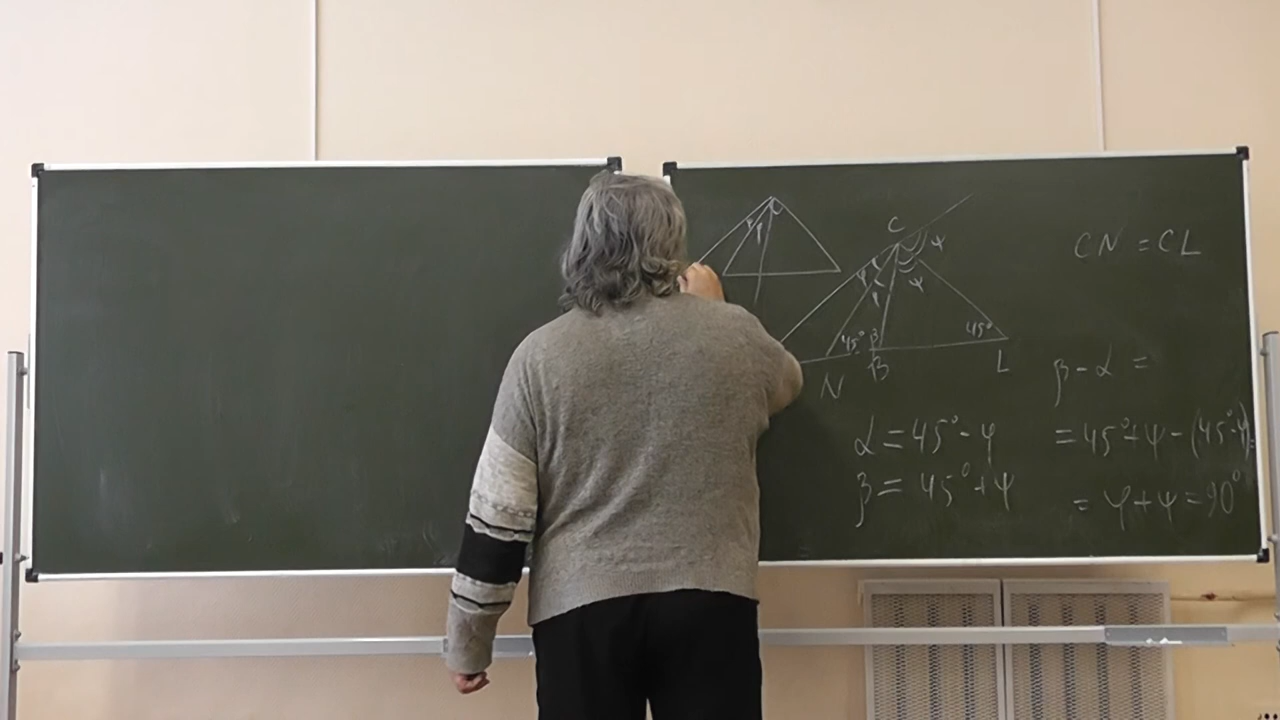 C
φ
φ
ψ
ψ
CN = CL
45°
β
45°
N
B
L
β - α =
α = 45° - φ
= 45° + ψ - (45° - φ) =
β = 45° + ψ
= φ + ψ = 90°